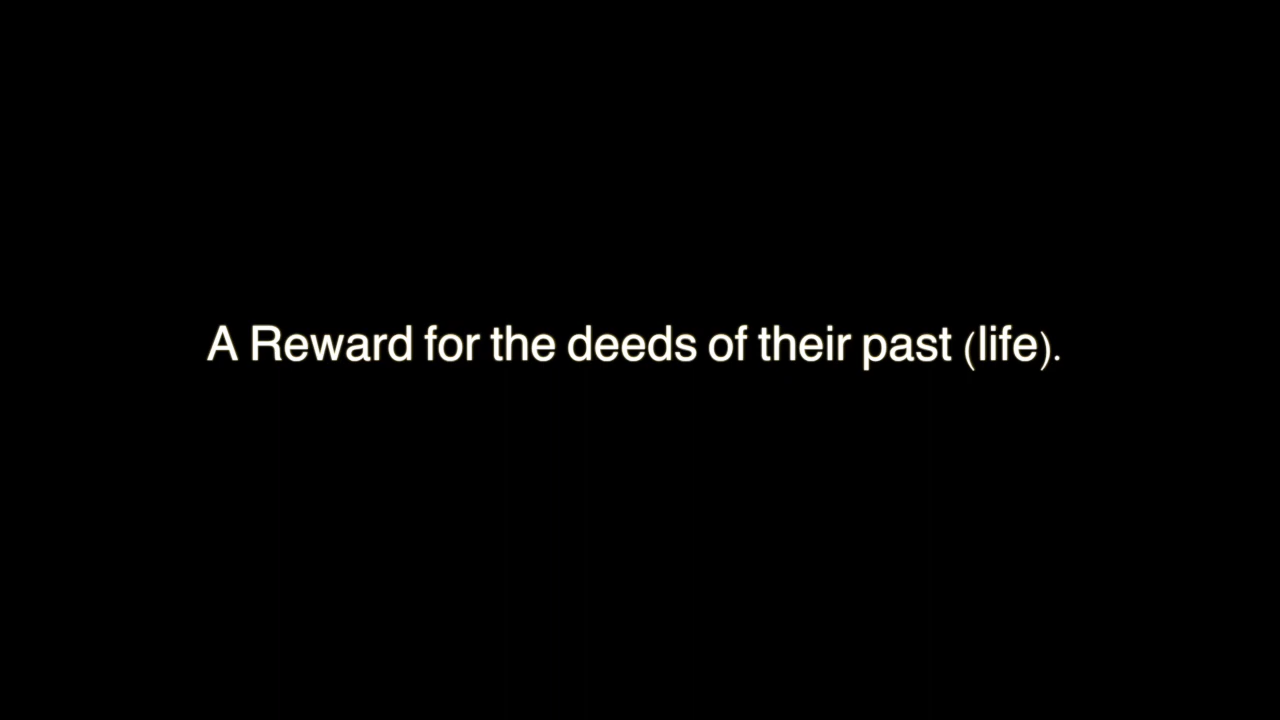 A Reward for the deeds of their past (life).